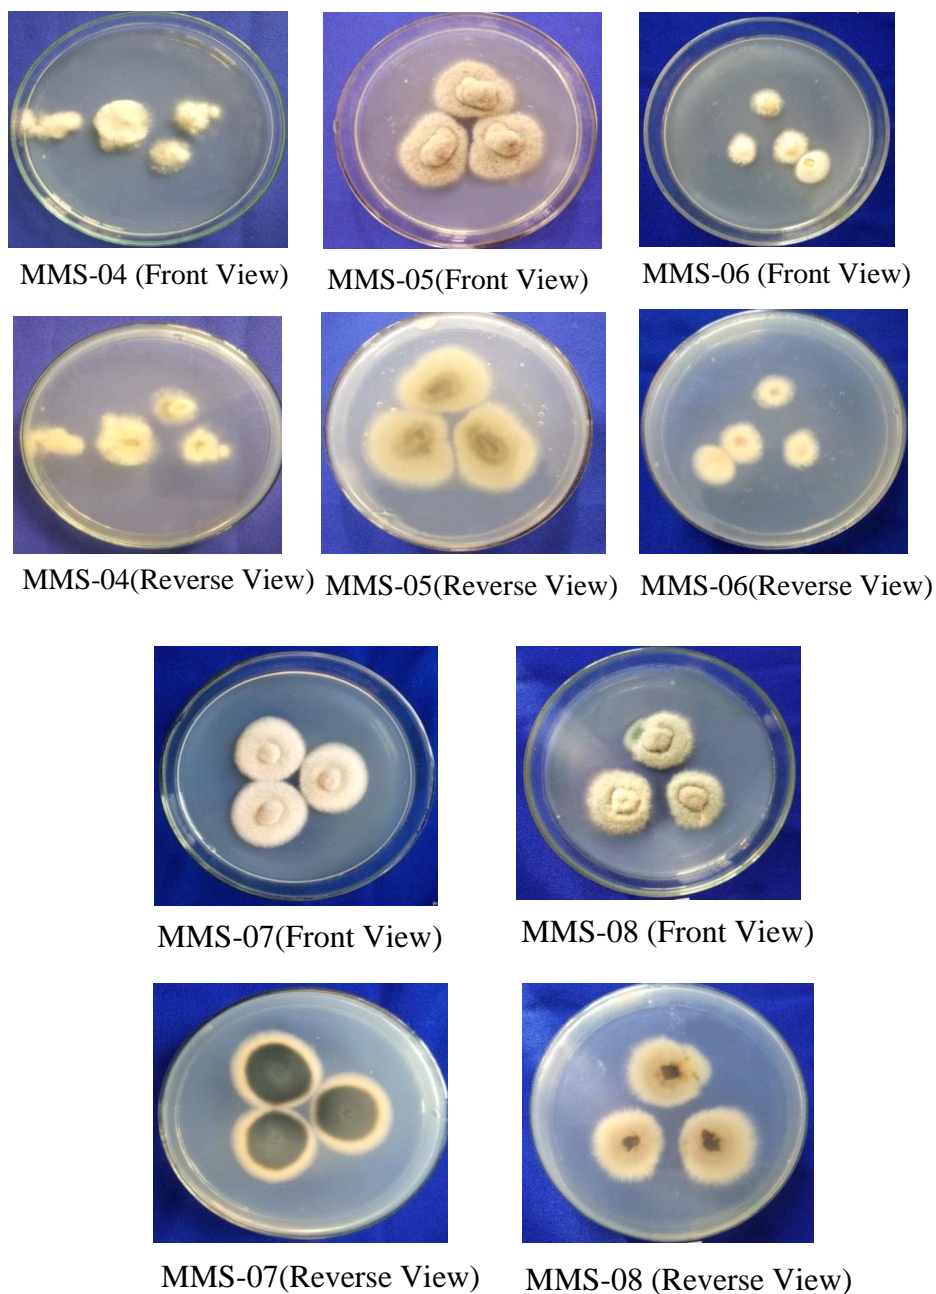 MMS-04 (Front View)
MMS-05(Front View)
MMS-06 (Front View)
MMS-04(Reverse View)
MMS-05(Reverse View)
MMS-06(Reverse View)
MMS-07(Front View)
MMS-08 (Front View)
MMS-07(Reverse View)
MMS-08 (Reverse View)